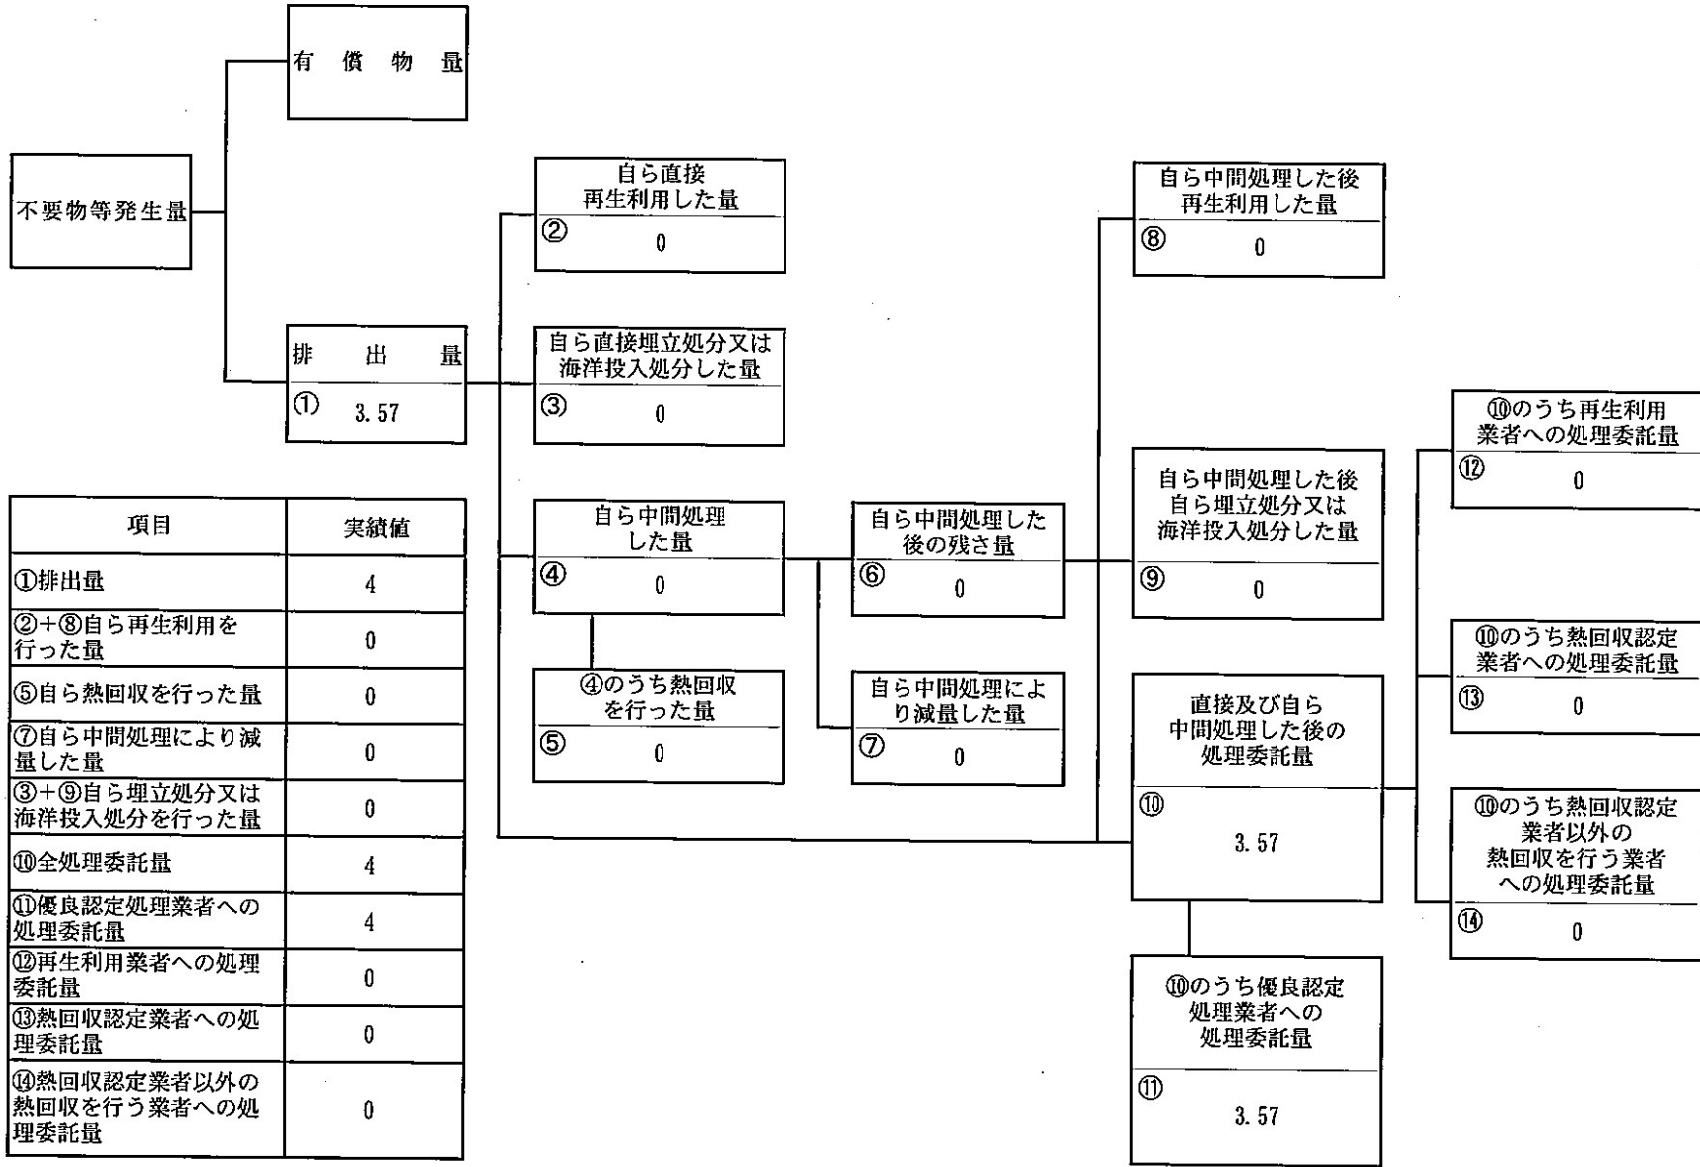 有償物量
不要物等発生量
排出量
① 3.57
自ら直接
再生利用した量
② 0
自ら直接埋立処分又は
海洋投入処分した量
③ 0
自ら中間処理
した量
④ 0
④のうち熱回収
を行った量
⑤ 0
自ら中間処理した
後の残さ量
⑥ 0
自ら中間処理によ
り減量した量
⑦ 0
自ら中間処理した後
再生利用した量
⑧ 0
自ら中間処理した後
自ら埋立処分又は
海洋投入処分した量
⑨ 0
直接及び自ら
中間処理した後の
処理委託量
⑩ 3.57
⑩のうち優良認定
処理業者への
処理委託量
⑪ 3.57
⑩のうち再生利用
業者への処理委託量
⑫ 0
⑩のうち熱回収認定
業者への処理委託量
⑬ 0
⑩のうち熱回収認定
業者以外の
熱回収を行う業者
への処理委託量
⑭ 0
項目 実績値
①排出量 4
②+⑧自ら再生利用を
行った量 0
⑤自ら熱回収を行った量 0
⑦自ら中間処理により減
量した量 0
③+⑨自ら埋立処分又は
海洋投入処分を行った量 0
⑩全処理委託量 4
⑪優良認定処理業者への
処理委託量 4
⑫再生利用業者への処理
委託量 0
⑬熱回収認定業者への処
理委託量 0
⑭熱回収認定業者以外の
熱回収を行う業者への処
理委託量 0